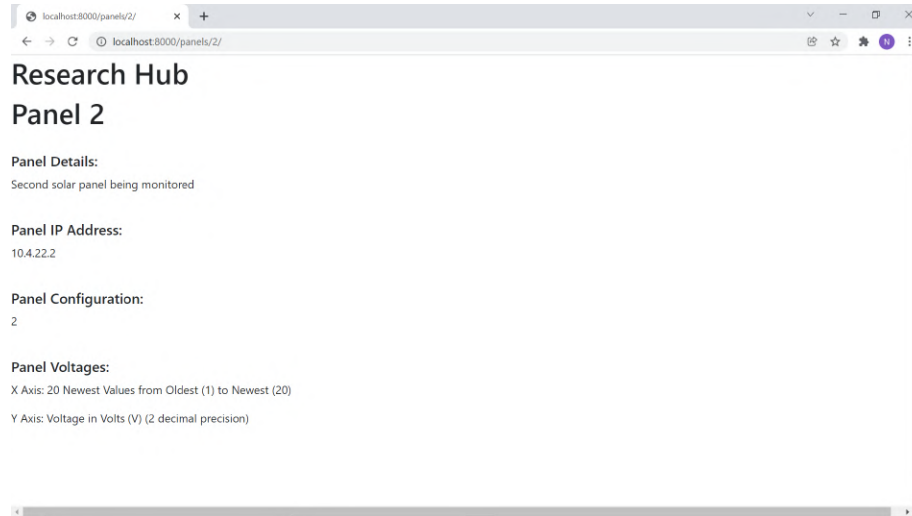 localhost:8000/panels/2/
localhost:8000/panels/2/
N
Research Hub
Panel 2
Panel Details:
Second solar panel being monitored
Panel IP Address:
10.4.22.2
Panel Configuration:
2
Panel Voltages:
X Axis: 20 Newest Values from Oldest (1) to Newest (20)
Y Axis: Voltage in Volts (V) (2 decimal precision)